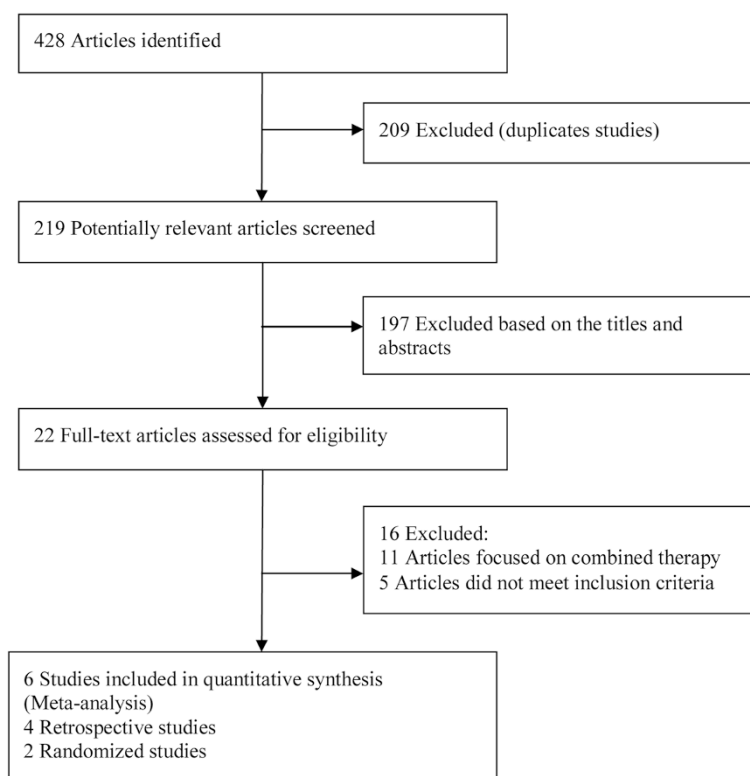 428 Articles identified
209 Excluded (duplicates studies)
219 Potentially relevant articles screened
197 Excluded based on the titles and
abstracts
22 Full-text articles assessed for eligibility
16 Excluded:
11 Articles focused on combined therapy
5 Articles did not meet inclusion criteria
6 Studies included in quantitative synthesis
(Meta-analysis)
4 Retrospective studies
2 Randomized studies